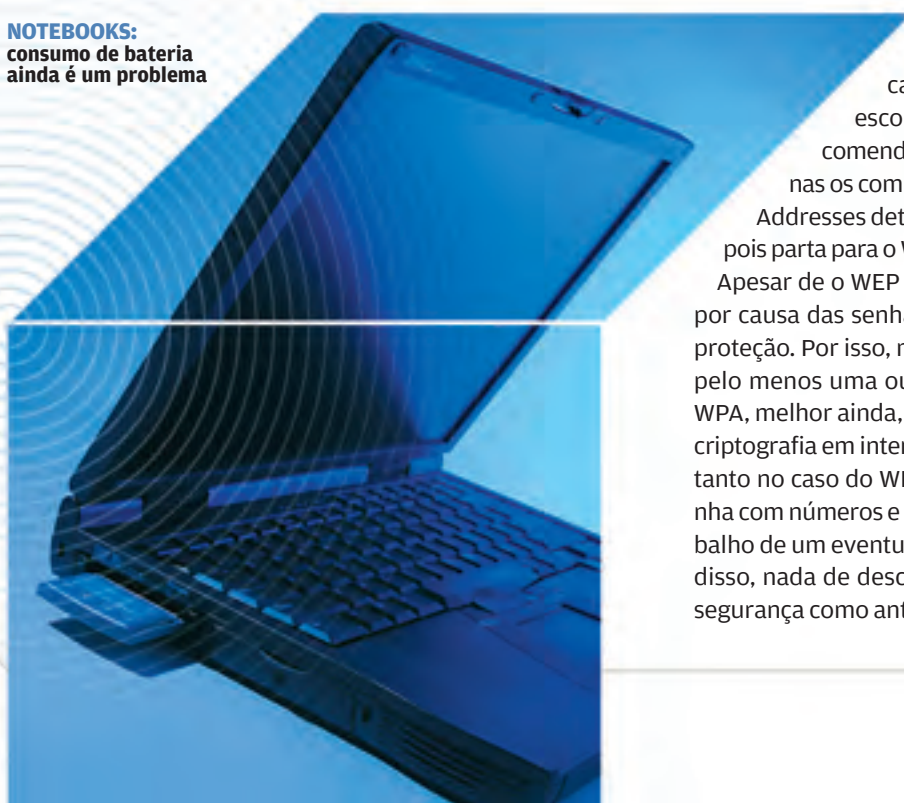 NOTEBOOKS:
consumo de bateria
ainda é um problema
ca
esco
comend
nas os com
Addresses det
pois parta para o
Apesar de o WEP
por causa das senha
proteção. Por isso, n
pelo menos uma ou
WPA, melhor ainda,
criptografia em inter
tanto no caso do WE
nha com números e
balho de um eventu
disso, nada de desc
segurança como ant